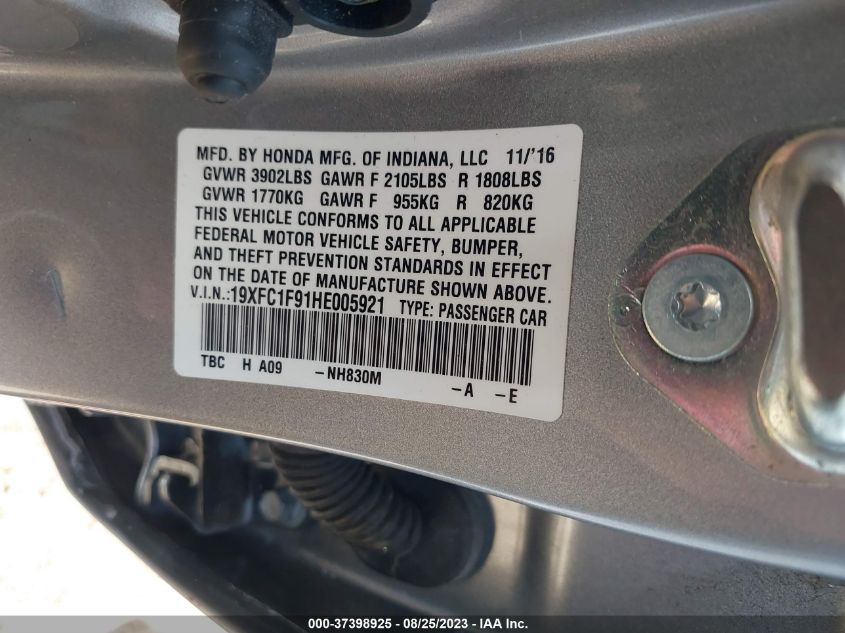 MFD. BY HONDA MFG. OF INDIANA, LLC 11/'16
GVWR 3902LBS GAWR F 2105LBS R 1808LBS
GVWR 1770KG GAWR F 955KG R 820KG
THIS VEHICLE CONFORMS TO ALL APPLICABLE
FEDERAL MOTOR VEHICLE SAFETY, BUMPER,
AND THEFT PREVENTION STANDARDS IN EFFECT
ON THE DATE OF MANUFACTURE SHOWN ABOVE.
V.I.N.:19XFC1F91HE005921 TYPE: PASSENGER CAR
TBC H A09 -NH830M -A -E
000-37398925 - 08/25/2023 - IAA Inc.